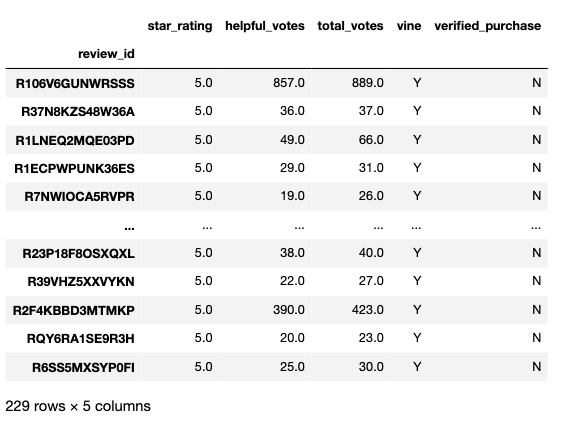 star_rating helpful_votes total_votes vine verified_purchase
review_id
R106V6GUNWRSSS 5.0 857.0 889.0 Y N
R37N8KZS48W36A 5.0 36.0 37.0 Y N
R1LNEQ2MQE03PD 5.0 49.0 66.0 Y N
R1ECPWPUNK36ES 5.0 29.0 31.0 Y N
R7NWIOCA5RVPR 5.0 19.0 26.0 Y N
... ... ... ... ... ...
R23P18F8OSXQXL 5.0 38.0 40.0 Y N
R39VHZ5XXVYKN 5.0 22.0 27.0 Y N
R2F4KBBD3MTMKP 5.0 390.0 423.0 Y N
RQY6RA1SE9R3H 5.0 20.0 23.0 Y N
R6SS5MXSYP0FI 5.0 25.0 30.0 Y N
229 rows × 5 columns